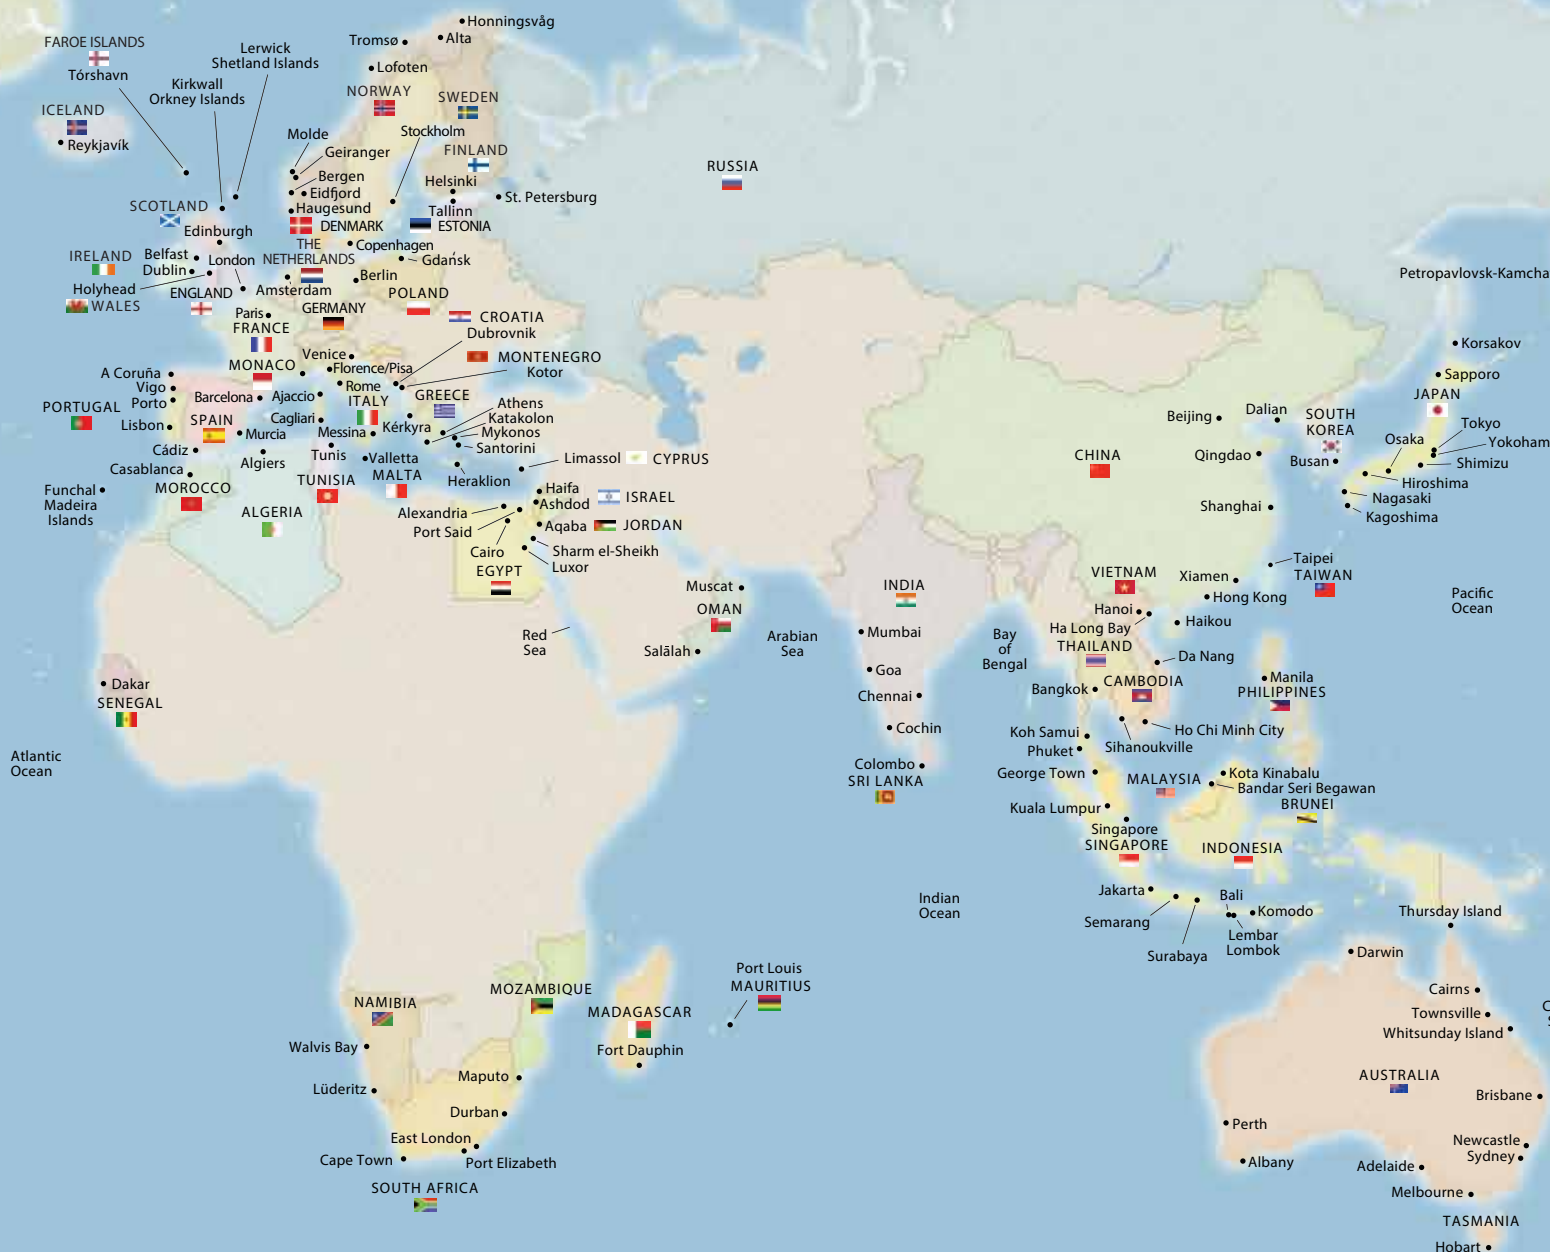 Honningsvåg
Tromsø
Alta
FAROE ISLANDS
Tórshavn
Lerwick
Shetland Islands
Kirkwall
Orkney Islands
Lofoten
NORWAY
SWEDEN
ICELAND
Reykjavík
Molde
Stockholm
Geiranger
FINLAND
Bergen
Helsinki
Eidfjord
St. Petersburg
RUSSIA
SCOTLAND
Haugesund
Tallinn
DENMARK
ESTONIA
Edinburgh
THE
NETHERLANDS
Copenhagen
IRELAND
Belfast
Dublin
London
Gdańsk
Berlin
Holyhead
ENGLAND
Amsterdam
POLAND
WALES
GERMANY
Paris
FRANCE
CROATIA
Dubrovnik
Venice
MONTENEGRO
Kotor
MONACO
Florence/Pisa
A Coruña
Vigo
Porto
Barcelona
Ajaccio
Rome
ITALY
GREECE
PORTUGAL
Lisbon
SPAIN
Murcia
Cagliari
Messina
Kérkyra
Athens
Katakolon
Mykonos
Santorini
Cádiz
Algiers
Tunis
Valletta
MALTA
Limassol
CYPRUS
Casablanca
MOROCCO
TUNISIA
Heraklion
Funchal
Madeira
Islands
ALGERIA
Alexandria
Port Said
Haifa
Ashdod
ISRAEL
Aqaba
JORDAN
Cairo
EGYPT
Sharm el-Sheikh
Luxor
Petropavlovsk-Kamcha
Korsakov
Sapporo
JAPAN
Tokyo
Yokoham
Shimizu
Osaka
Hiroshima
Nagasaki
Kagoshima
SOUTH
KOREA
Busan
Beijing
Dalian
Qingdao
CHINA
Shanghai
Taipei
TAIWAN
Xiamen
Hong Kong
Haikou
VIETNAM
Hanoi
Ha Long Bay
THAILAND
Da Nang
CAMBODIA
Bangkok
Pacific
Ocean
Muscat
OMAN
Salālah
Red
Sea
Arabian
Sea
INDIA
Mumbai
Goa
Chennai
Cochin
Colombo
SRI LANKA
Bay
of
Bengal
Manila
PHILIPPINES
Ho Chi Minh City
Sihanoukville
Koh Samui
Phuket
George Town
MALAYSIA
Kota Kinabalu
Bandar Seri Begawan
BRUNEI
Kuala Lumpur
Singapore
SINGAPORE
INDONESIA
Dakar
SENEGAL
Atlantic
Ocean
Indian
Ocean
Jakarta
Semarang
Surabaya
Bali
Lembar
Lombok
Komodo
Thursday Island
Darwin
Cairns
Townsville
Whitsunday Island
AUSTRALIA
Brisbane
Perth
Albany
Newcastle
Sydney
Adelaide
Melbourne
TASMANIA
Hobart
Port Louis
MAURITIUS
NAMIBIA
MOZAMBIQUE
MADAGASCAR
Fort Dauphin
Walvis Bay
Lüderitz
Maputo
Durban
East London
Port Elizabeth
Cape Town
SOUTH AFRICA